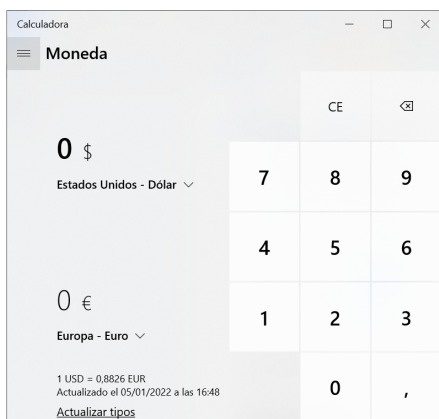 Calculadora
Moneda
CE
0 $
Estados Unidos - Dólar
7 8 9
4 5 6
0 €
Europa - Euro
1 2 3
1 USD = 0,8826 EUR
Actualizado el 05/01/2022 a las 16:48
Actualizar tipos
0 ,